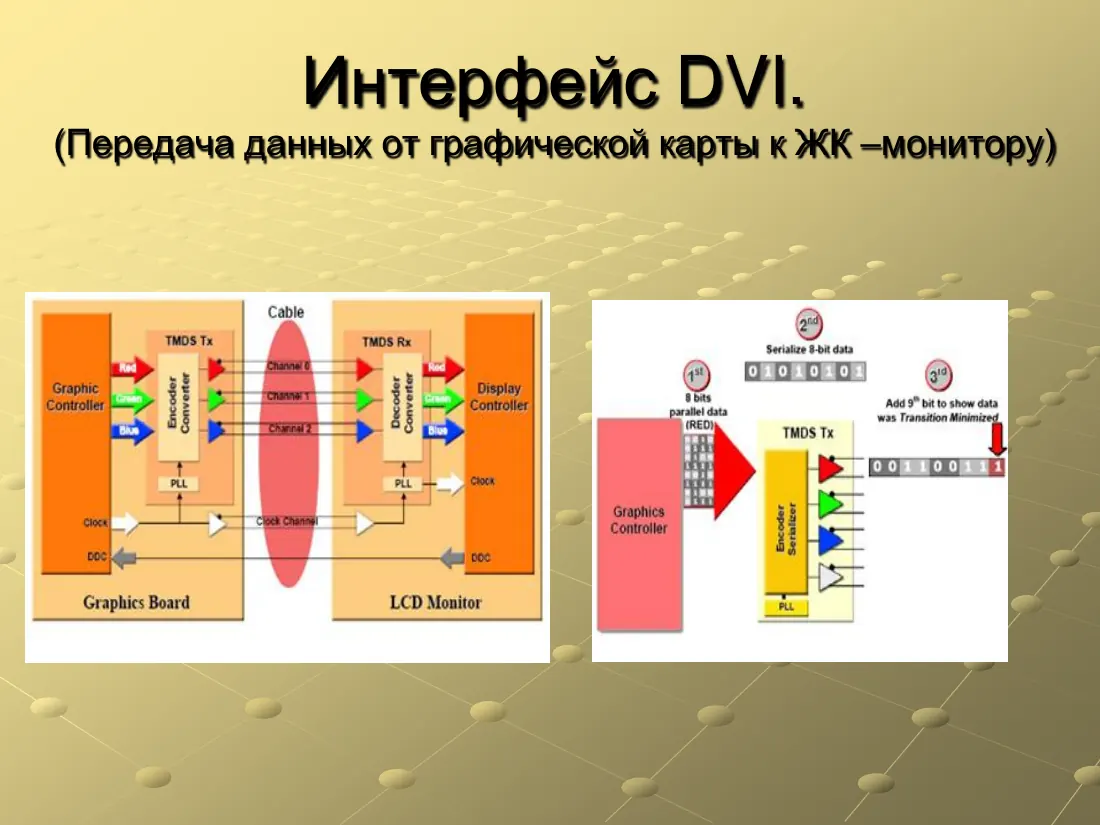 Интерфейс DVI.
(Передача данных от графической карты к ЖК –монитору)
Cable
TMDS Tx
TMDS Rx
Graphic
Controller
Red
Green
Blue
Encoder
Converter
PLL
Clock
DDC
Channel 0
Channel 1
Channel 2
Clock Channel
Decoder
Converter
PLL
Red
Green
Blue
Clock
DDC
Display
Controller
Graphics Board
LCD Monitor
1st
8 bits
parallel data
(RED)
2nd
Serialize 8-bit data
0 1 0 1 0 1 0 1
3rd
Add 9th bit to show data
was Transition Minimized
0 0 1 1 0 0 1 1 1
Graphics
Controller
TMDS Tx
Encoder
Serializer
PLL